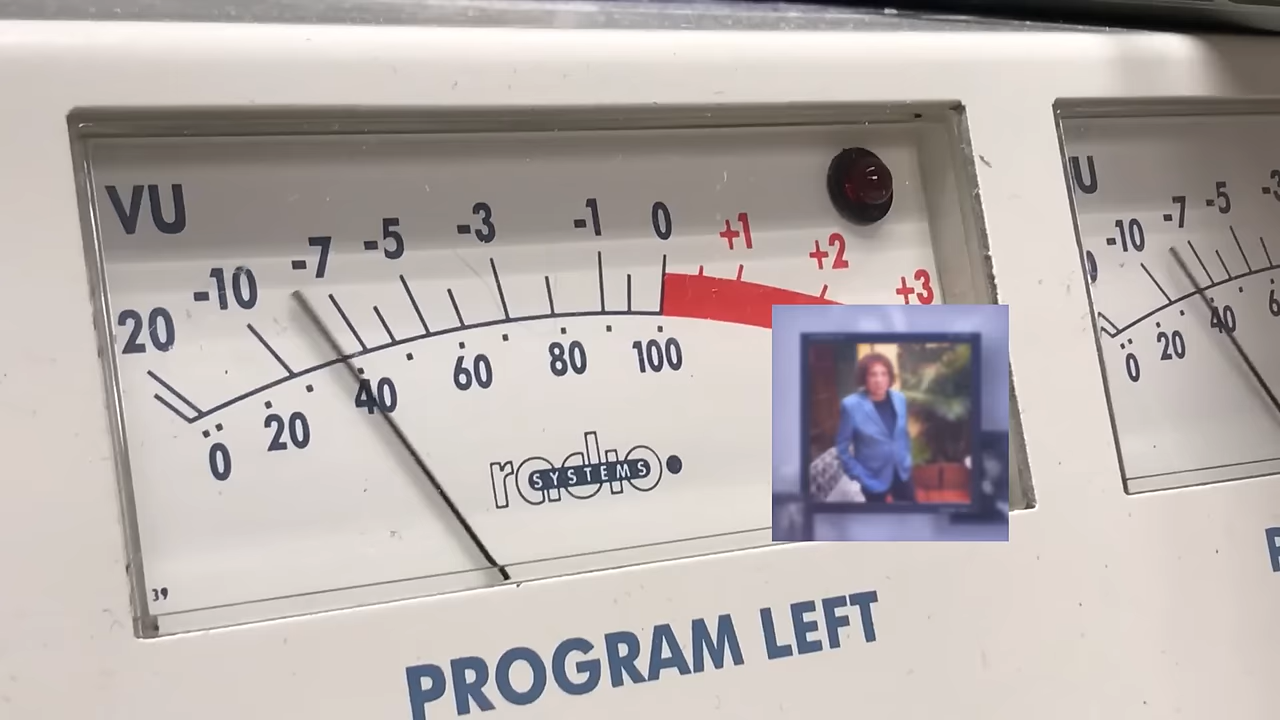 VU
20 -10 -7 -5 -3 -1 0 +1 +2 +3
0 20 40 60 80 100
radio
SYSTEMS
39
PROGRAM LEFT
U
-10 -7 -5
0 20 40